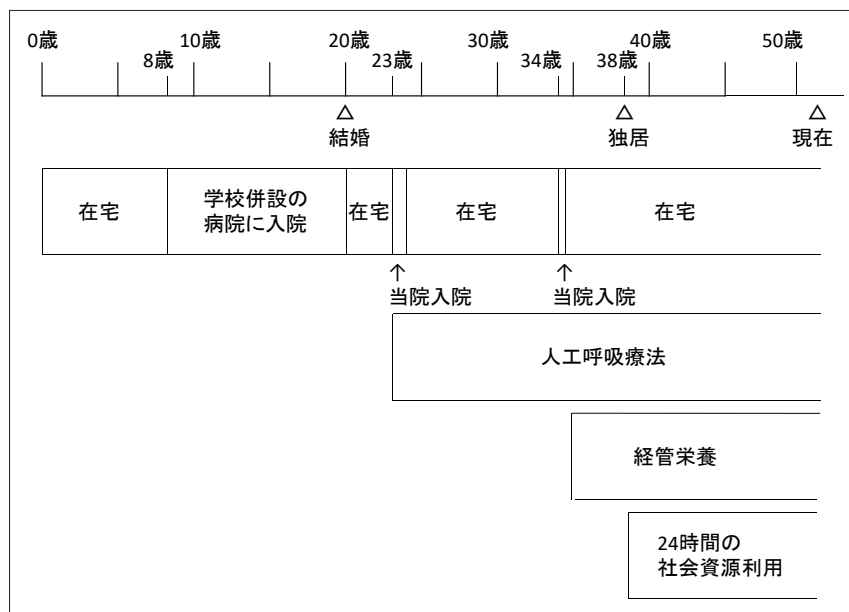 0歳 10歳 20歳 30歳 40歳 50歳
8歳 23歳 34歳 38歳
△ △ △
結婚 独居 現在
在宅 学校併設の病院に入院 在宅 在宅 在宅
↑ ↑
当院入院 当院入院
人工呼吸療法
経管栄養
24時間の
社会資源利用